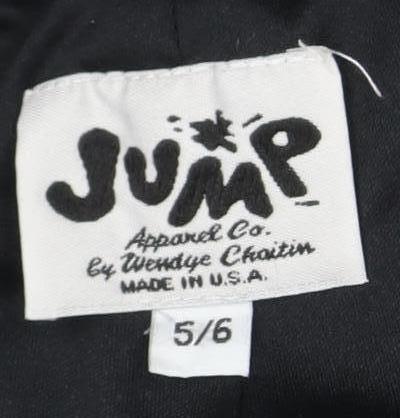 JUMP
Apparel Co.
by Wendye Chaitin
MADE IN U.S.A.
5/6